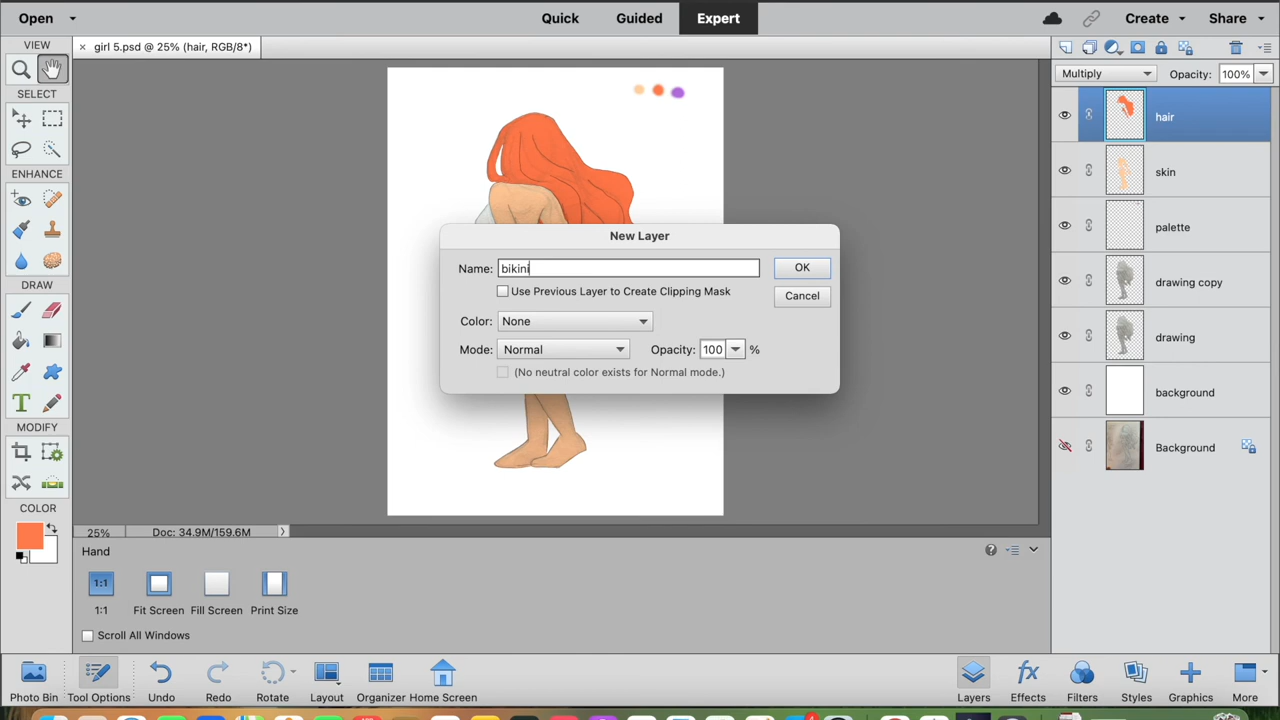 Open
Quick
Guided
Expert
Create
Share
VIEW
× girl 5.psd @ 25% (hair, RGB/8*)
SELECT
ENHANCE
DRAW
MODIFY
COLOR
Multiply
Opacity: 100%
hair
skin
palette
drawing copy
drawing
background
Background
New Layer
Name: bikini
OK
Use Previous Layer to Create Clipping Mask
Cancel
Color: None
Mode: Normal
Opacity: 100 %
(No neutral color exists for Normal mode.)
25%
Doc: 34.9M/159.6M
Hand
1:1
1:1
Fit Screen
Fill Screen
Print Size
Scroll All Windows
Photo Bin
Tool Options
Undo
Redo
Rotate
Layout
Organizer
Home Screen
Layers
Effects
Filters
Styles
Graphics
More